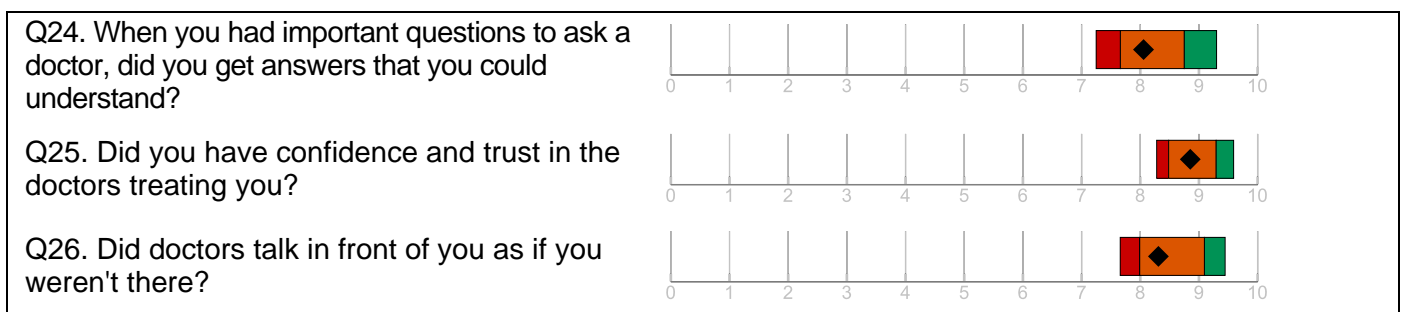 Q24. When you had important questions to ask a
doctor, did you get answers that you could
understand?
0 1 2 3 4 5 6 7 8 9 10
Q25. Did you have confidence and trust in the
doctors treating you?
0 1 2 3 4 5 6 7 8 9 10
Q26. Did doctors talk in front of you as if you
weren't there?
0 1 2 3 4 5 6 7 8 9 10